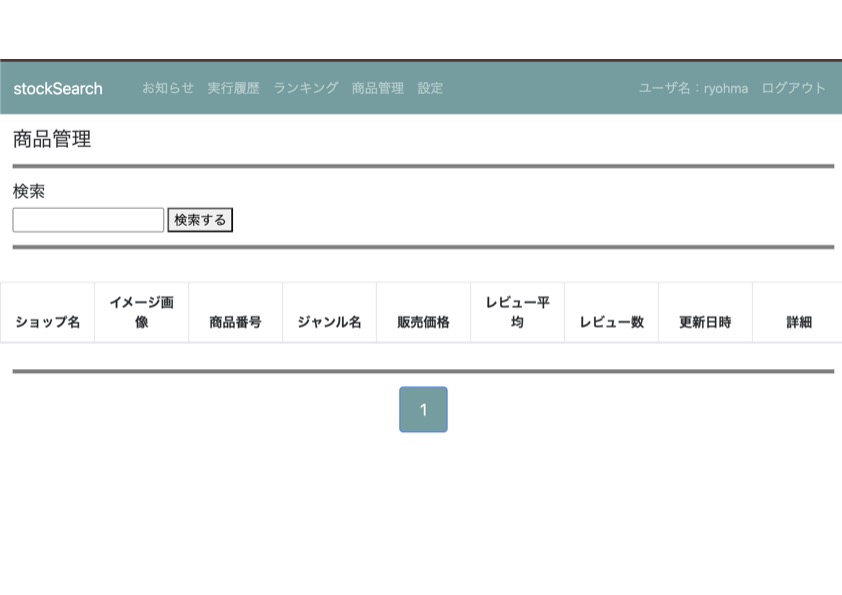 stockSearch お知らせ 実行履歴 ランキング 商品管理 設定 ユーザ名：ryohma ログアウト
商品管理
検索
検索する
ショップ名 イメージ画像 商品番号 ジャンル名 販売価格 レビュー平均 レビュー数 更新日時 詳細
1